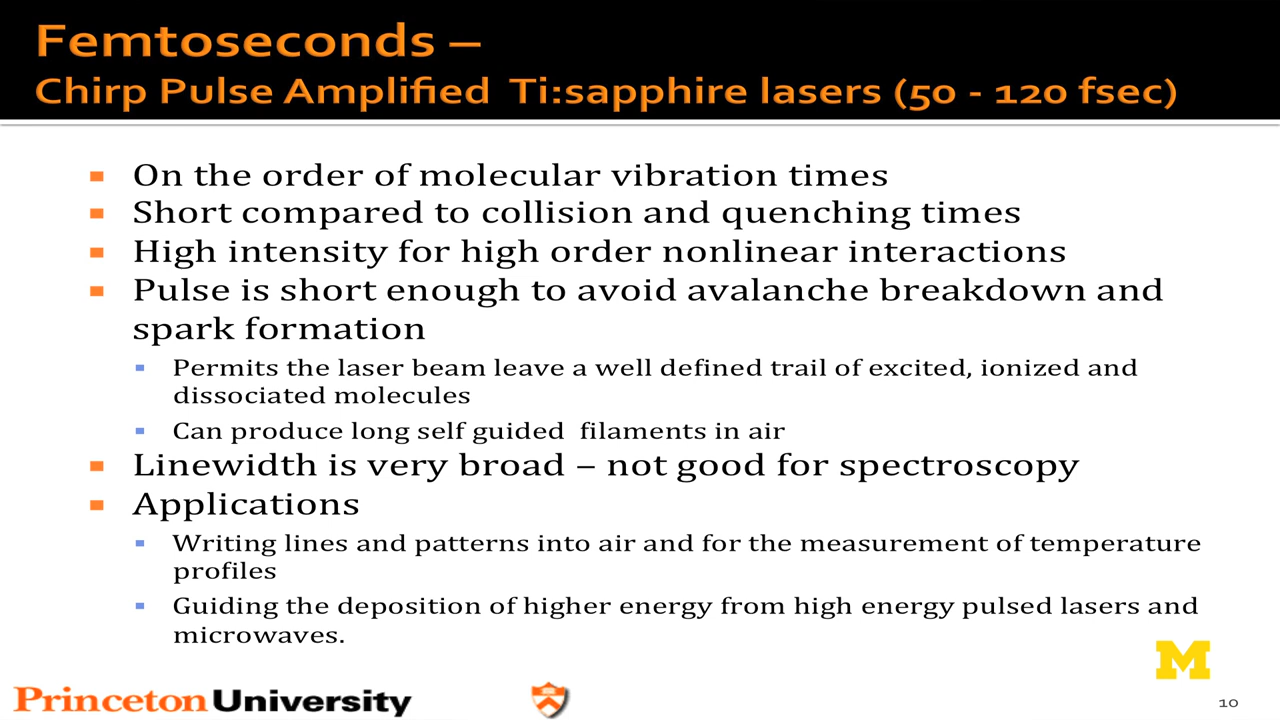 Femtoseconds –
Chirp Pulse Amplified Ti:sapphire lasers (50 - 120 fsec)
On the order of molecular vibration times
Short compared to collision and quenching times
High intensity for high order nonlinear interactions
Pulse is short enough to avoid avalanche breakdown and
spark formation
Permits the laser beam leave a well defined trail of excited, ionized and
dissociated molecules
Can produce long self guided filaments in air
Linewidth is very broad – not good for spectroscopy
Applications
Writing lines and patterns into air and for the measurement of temperature
profiles
Guiding the deposition of higher energy from high energy pulsed lasers and
microwaves.
M
Princeton University
10